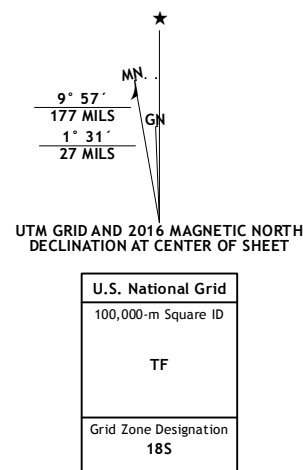 ★
MN
9° 57´
177 MILS
GN
1° 31´
27 MILS
UTM GRID AND 2016 MAGNETIC NORTH
DECLINATION AT CENTER OF SHEET
U.S. National Grid
100,000-m Square ID
TF
Grid Zone Designation
18S